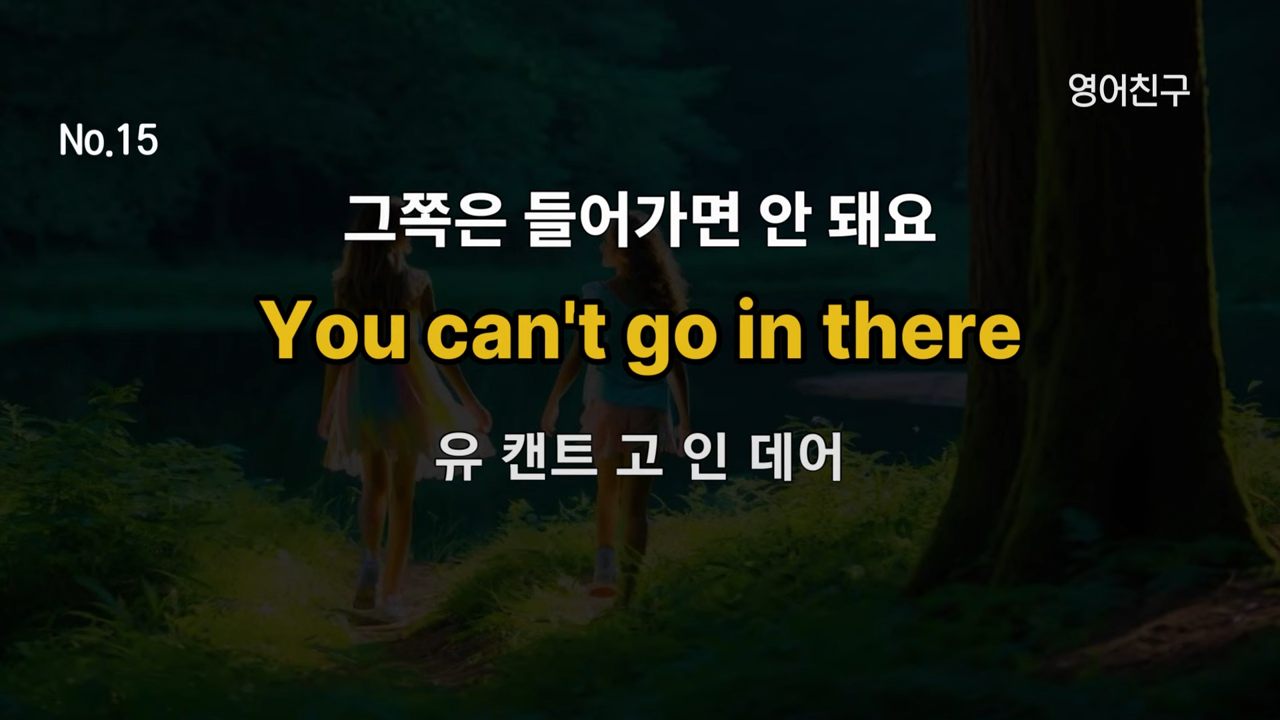 영어친구
No.15
그쪽은 들어가면 안 돼요
You can't go in there
유 캔트 고 인 데어